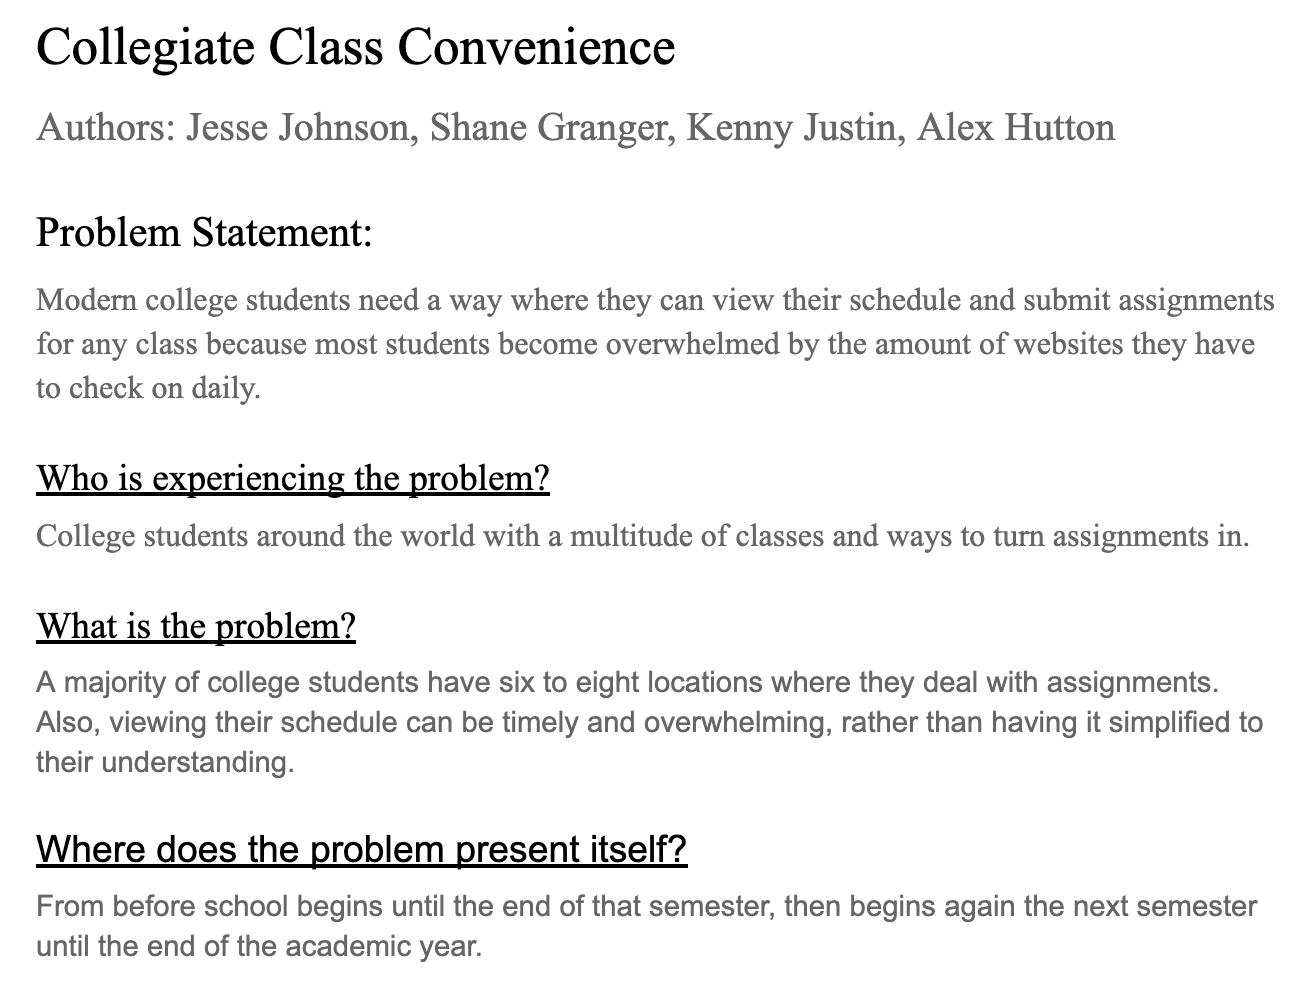 Collegiate Class Convenience
Authors: Jesse Johnson, Shane Granger, Kenny Justin, Alex Hutton
Problem Statement:
Modern college students need a way where they can view their schedule and submit assignments
for any class because most students become overwhelmed by the amount of websites they have
to check on daily.
Who is experiencing the problem?
College students around the world with a multitude of classes and ways to turn assignments in.
What is the problem?
A majority of college students have six to eight locations where they deal with assignments.
Also, viewing their schedule can be timely and overwhelming, rather than having it simplified to
their understanding.
Where does the problem present itself?
From before school begins until the end of that semester, then begins again the next semester
until the end of the academic year.